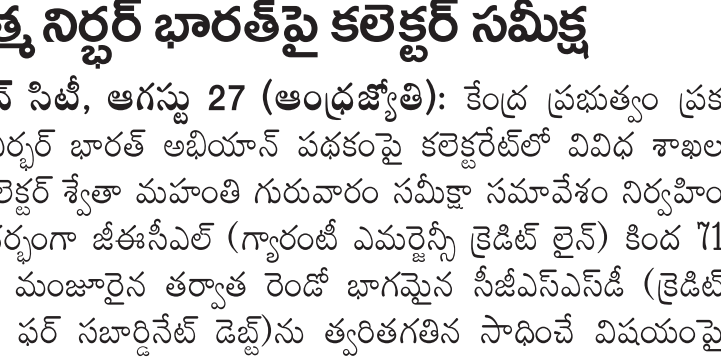 త్మ నిర్భర్ భారత్‌పై కలెక్టర్ సమీక్ష
న్ సిటీ, ఆగస్టు 27 (ఆంధ్రజ్యోతి): కేంద్ర ప్రభుత్వం ప్రక
ర్భర్ భారత్ అభియాన్ పథకంపై కలెక్టరేట్‌లో వివిధ శాఖల
లెక్టర్ శ్వేతా మహంతి గురువారం సమీక్షా సమావేశం నిర్వహిం
ర్భంగా జీఈసీఎల్ (గ్యారంటీ ఎమర్జెన్సీ క్రెడిట్ లైన్) కింద 71
మంజూరైన తర్వాత రెండో భాగమైన సీజీఎస్ఎస్‌డీ (క్రెడిట్
ఫర్ సబార్డినేట్ డెబ్ట్)ను త్వరితగతిన సాధించే విషయంపై